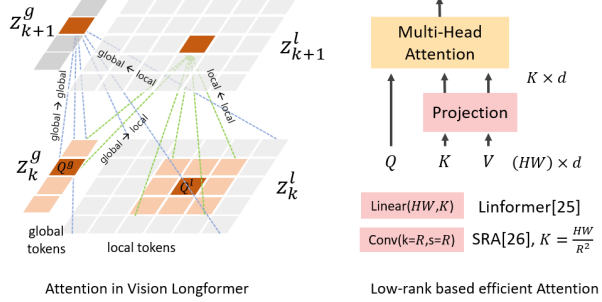 Z^g_{k+1}
Z^l_{k+1}
global → global
global ← local
global → local
local ← local
Z^g_k
Q^g
Q^l
Z^l_k
global
tokens
local tokens
Attention in Vision Longformer
Multi-Head
Attention
K × d
Projection
Q K V (HW) × d
Linear(HW,K) Linformer[25]
Conv(k=R,s=R) SRA[26], K = HW/R^2
Low-rank based efficient Attention